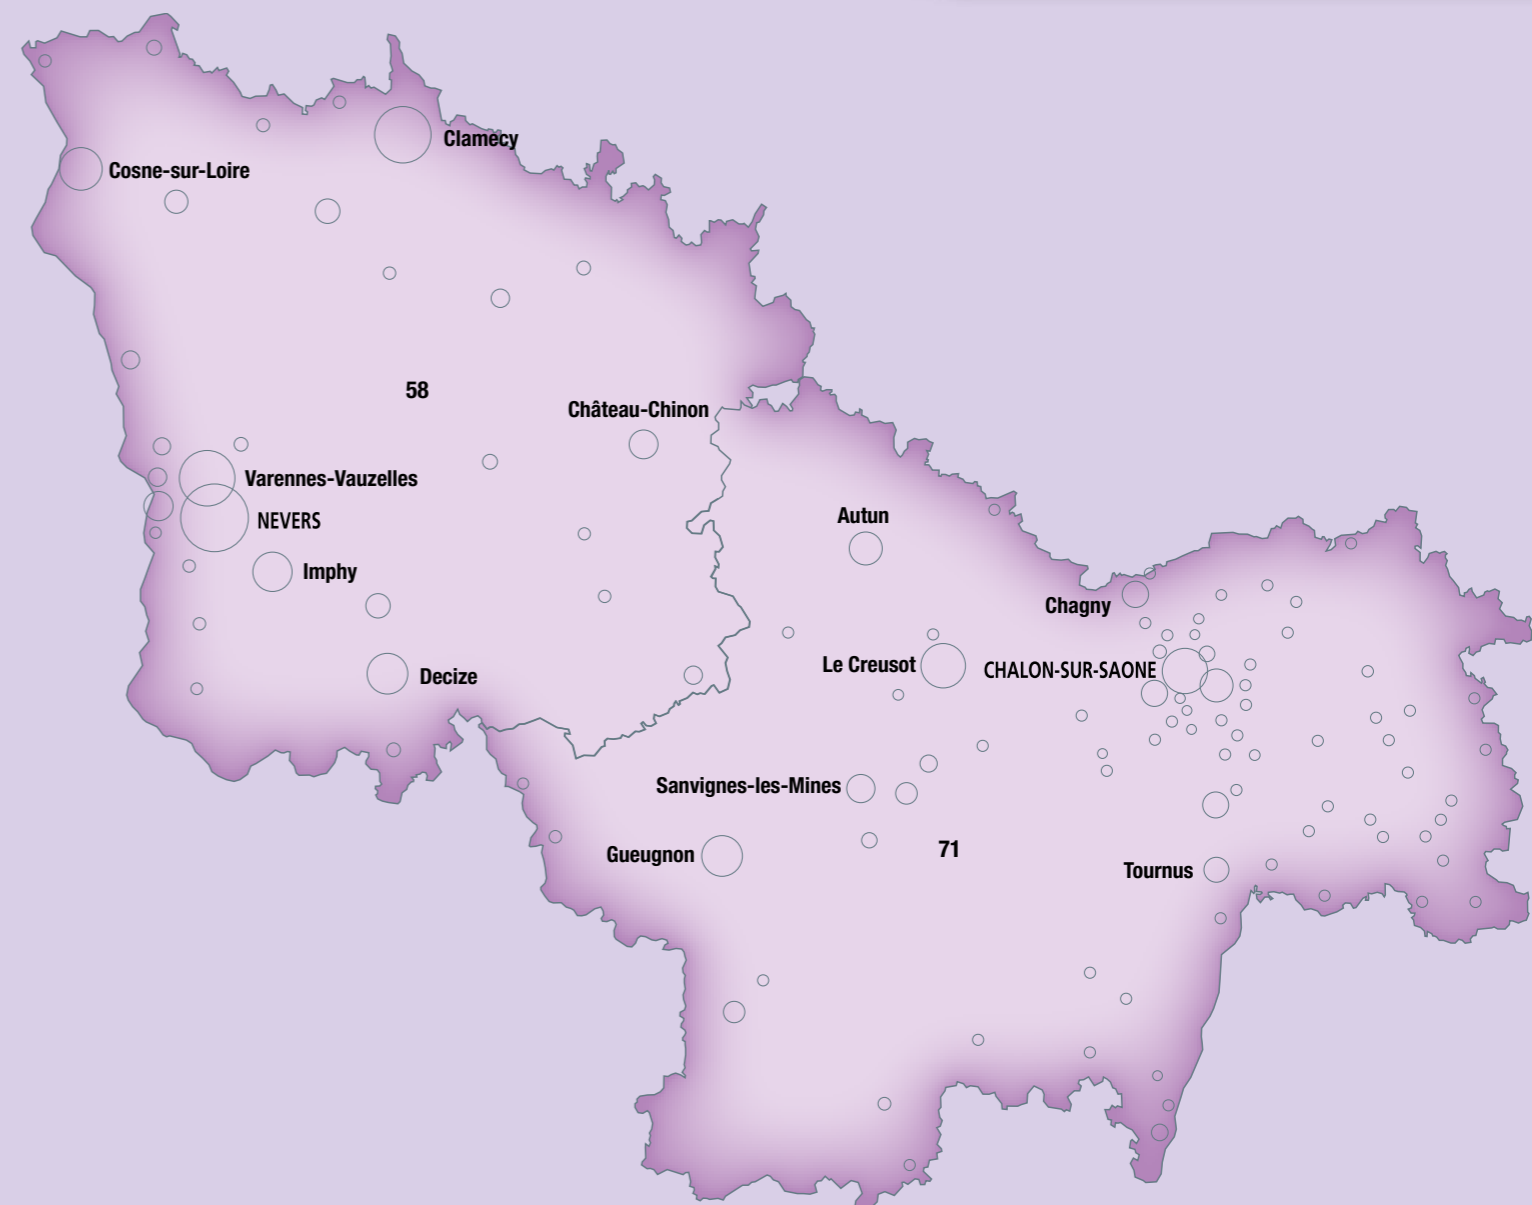 Clamecy
Cosne-sur-Loire
58
Château-Chinon
Varennes-Vauzelles
NEVERS
Autun
Imphy
Chagny
Le Creusot
CHALON-SUR-SAONE
Decize
Sanvignes-les-Mines
71
Gueugnon
Tournus